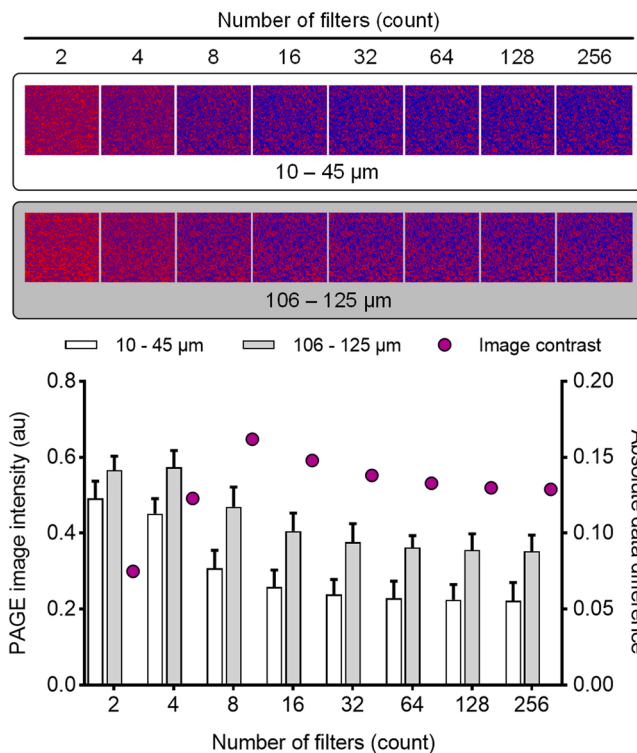 Number of filters (count)
2 4 8 16 32 64 128 256
10 – 45 µm
106 – 125 µm
10 - 45 µm 106 - 125 µm Image contrast
PAGE image intensity (au)
0.8
0.6
0.4
0.2
0.0
0.20
0.15
0.10
0.05
0.00
Absolute data difference
2 4 8 16 32 64 128 256
Number of filters (count)